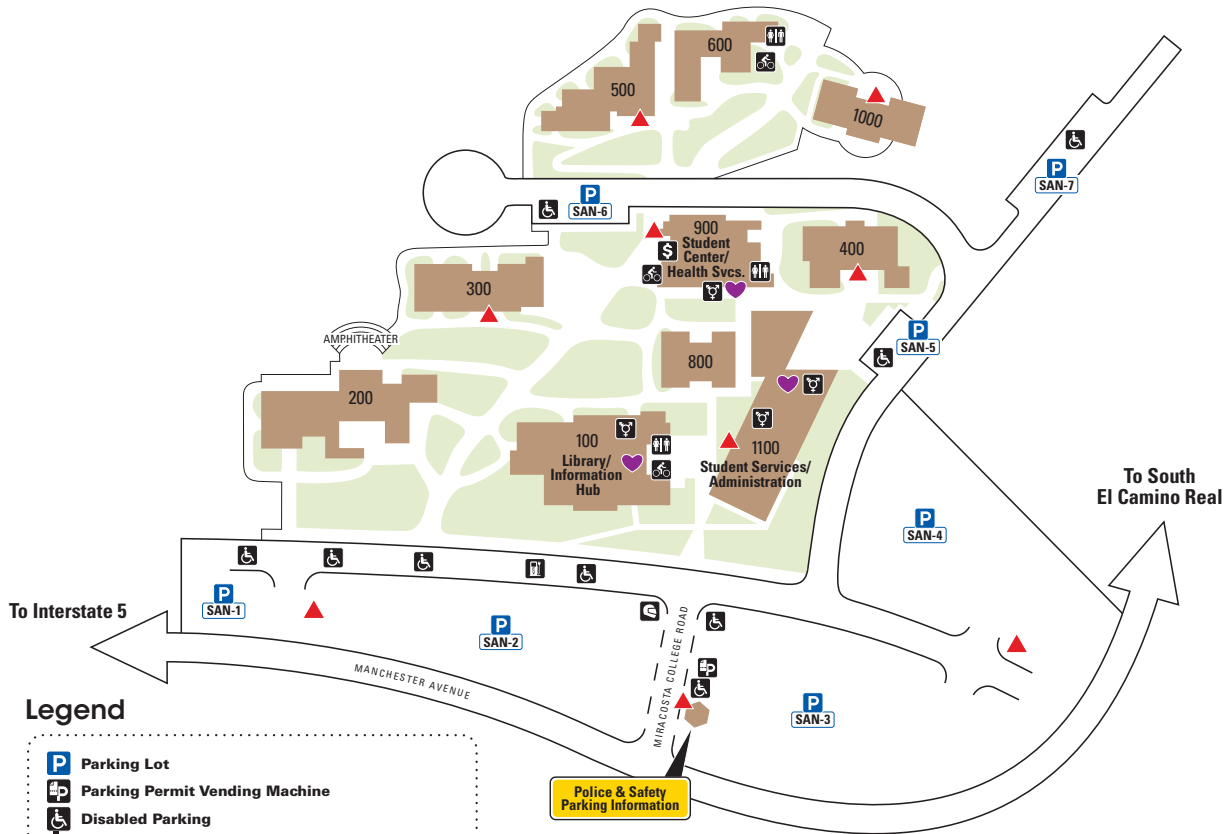 600
500
1000
P
SAN-7
P
SAN-6
900
Student
Center/
Health Svcs.
$
400
300
P
SAN-5
AMPHITHEATER
800
200
100
Library/
Information
Hub
1100
Student Services/
Administration
To South
El Camino Real
P
SAN-4
P
SAN-1
To Interstate 5
P
SAN-2
MIRACOSTA COLLEGE ROAD
MANCHESTER AVENUE
P
P
SAN-3
Police & Safety
Parking Information
Legend
P Parking Lot
P Parking Permit Vending Machine
Disabled Parking